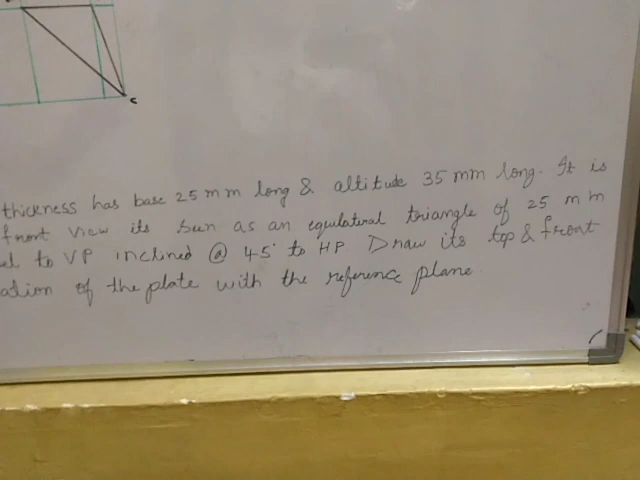 c
thickness has base 25 mm long & altitude 35 mm long. It is
front view its seen as an equilateral triangle of 25 mm
to VP inclined @ 45° to HP Draw its top & front
of the plate with the reference plane.